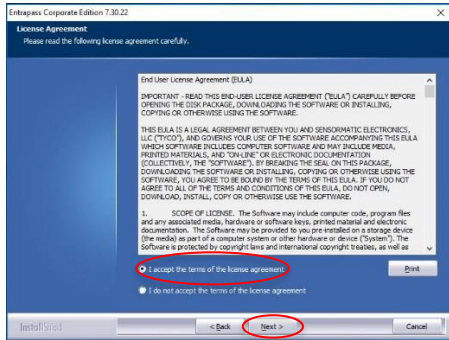 Entrapass Corporate Edition 7.30.22
License Agreement
Please read the following license agreement carefully.
End User License Agreement (EULA)
IMPORTANT - READ THIS END-USER LICENSE AGREEMENT ("EULA") CAREFULLY BEFORE
OPENING THE DISK PACKAGE, DOWNLOADING THE SOFTWARE OR INSTALLING,
COPYING OR OTHERWISE USING THE SOFTWARE.
THIS EULA IS A LEGAL AGREEMENT BETWEEN YOU AND SENSORMATIC ELECTRONICS,
LLC ("TYCO"), AND GOVERNS YOUR USE OF THE SOFTWARE ACCOMPANYING THIS EULA
WHICH SOFTWARE INCLUDES COMPUTER SOFTWARE AND MAY INCLUDE MEDIA,
PRINTED MATERIALS, AND "ON-LINE" OR ELECTRONIC DOCUMENTATION
(COLLECTIVELY, THE "SOFTWARE"). BY BREAKING THE SEAL ON THIS PACKAGE,
DOWNLOADING THE SOFTWARE OR INSTALLING, COPYING OR OTHERWISE USING THE
SOFTWARE, YOU AGREE TO BE BOUND BY THE TERMS OF THIS EULA. IF YOU DO NOT
AGREE TO ALL OF THE TERMS AND CONDITIONS OF THIS EULA, DO NOT OPEN,
DOWNLOAD, INSTALL, COPY OR OTHERWISE USE THE SOFTWARE.
1. SCOPE OF LICENSE. The Software may include computer code, program files
and any associated media, hardware or software keys, printed material and electronic
documentation. The Software may be provided to you pre-installed on a storage device
(the media) as part of a computer system or other hardware or device ("System"). The
Software is protected by copyright laws and international copyright treaties, as well as
I accept the terms of the license agreement
Print
I do not accept the terms of the license agreement
InstallShield
< Back
Next >
Cancel